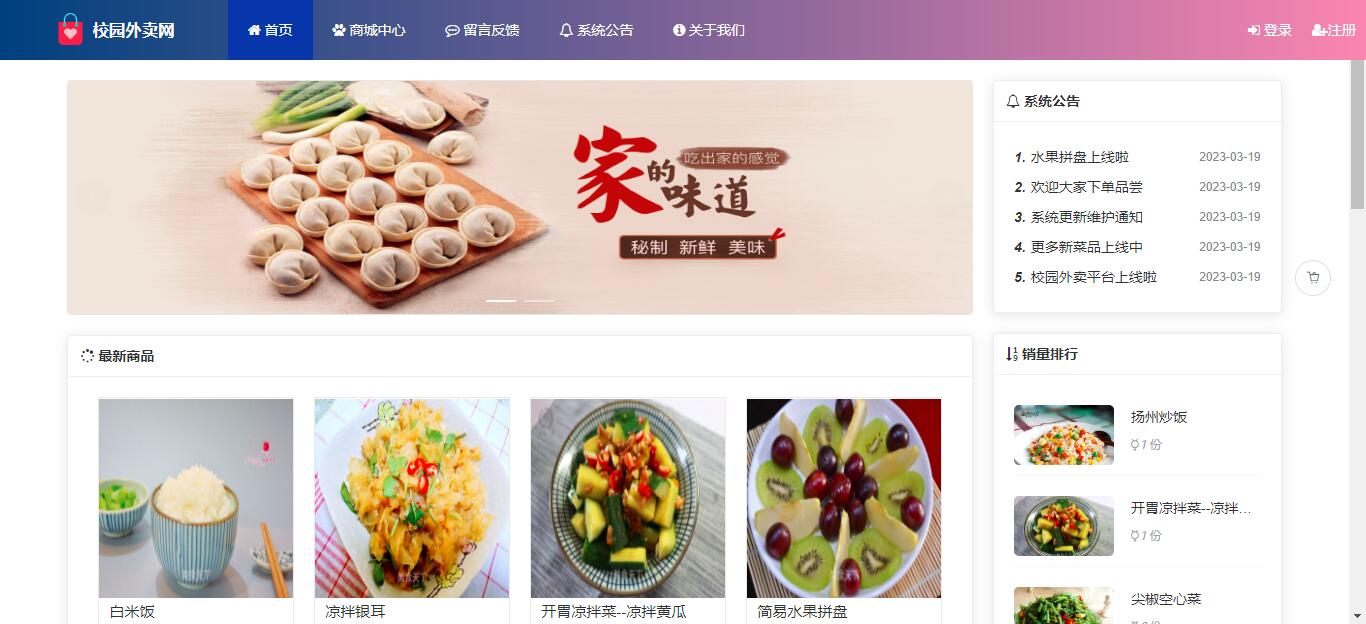 校园外卖网
首页
商城中心
留言反馈
系统公告
关于我们
登录
注册
家的味道
吃出家的感觉
秘制 新鲜 美味
系统公告
1. 水果拼盘上线啦 2023-03-19
2. 欢迎大家下单品尝 2023-03-19
3. 系统更新维护通知 2023-03-19
4. 更多新菜品上线中 2023-03-19
5. 校园外卖平台上线啦 2023-03-19
最新商品
白米饭
凉拌银耳
开胃凉拌菜--凉拌黄瓜
简易水果拼盘
销量排行
扬州炒饭
1 份
开胃凉拌菜--凉拌…
1 份
尖椒空心菜